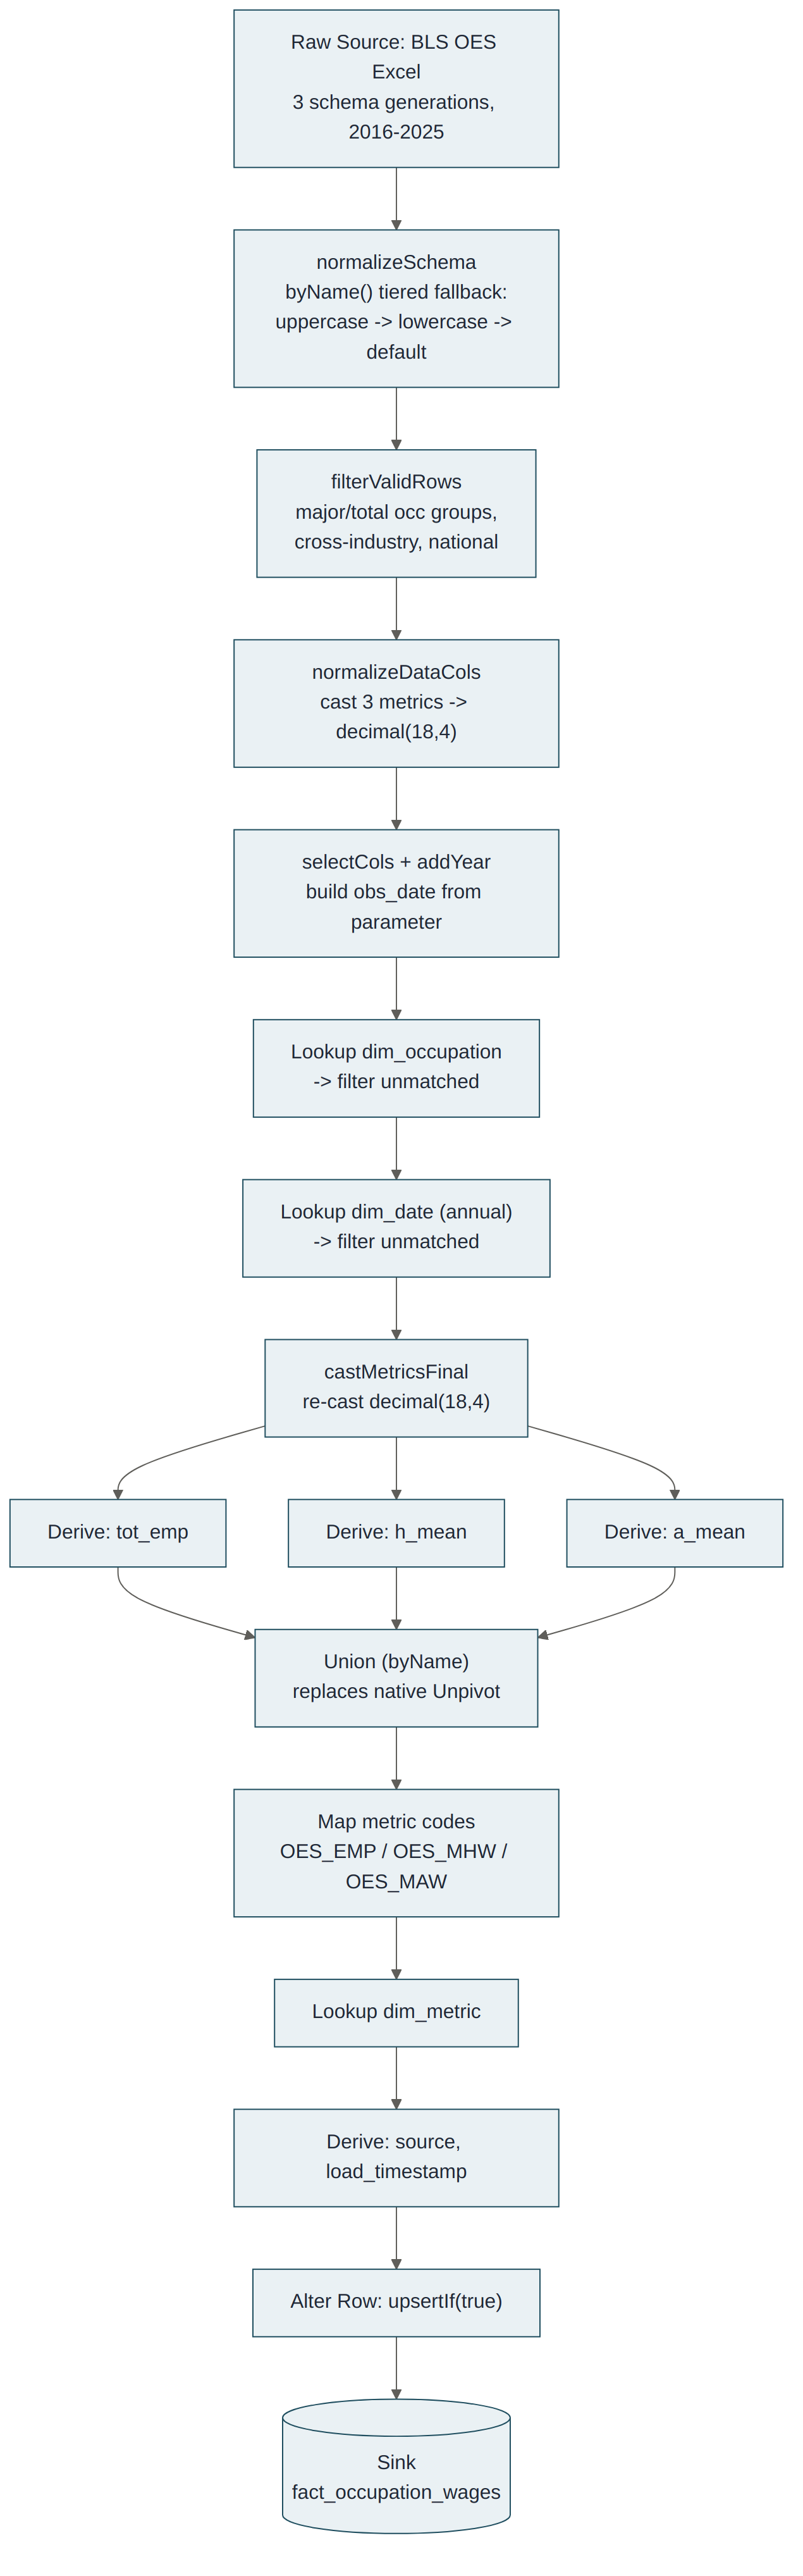 Raw Source: BLS OES
Excel
3 schema generations,
2016-2025
normalizeSchema
byName() tiered fallback:
uppercase -> lowercase ->
default
filterValidRows
major/total occ groups,
cross-industry, national
normalizeDataCols
cast 3 metrics ->
decimal(18,4)
selectCols + addYear
build obs_date from
parameter
Lookup dim_occupation
-> filter unmatched
Lookup dim_date (annual)
-> filter unmatched
castMetricsFinal
re-cast decimal(18,4)
Derive: tot_emp
Derive: h_mean
Derive: a_mean
Union (byName)
replaces native Unpivot
Map metric codes
OES_EMP / OES_MHW /
OES_MAW
Lookup dim_metric
Derive: source,
load_timestamp
Alter Row: upsertIf(true)
Sink
fact_occupation_wages